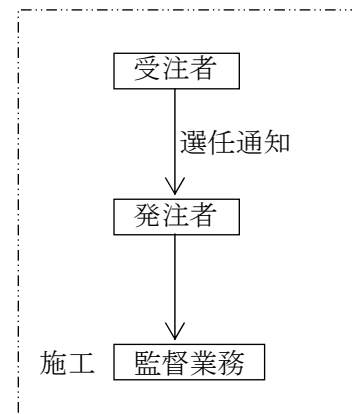 受注者
選任通知
発注者
施工 監督業務